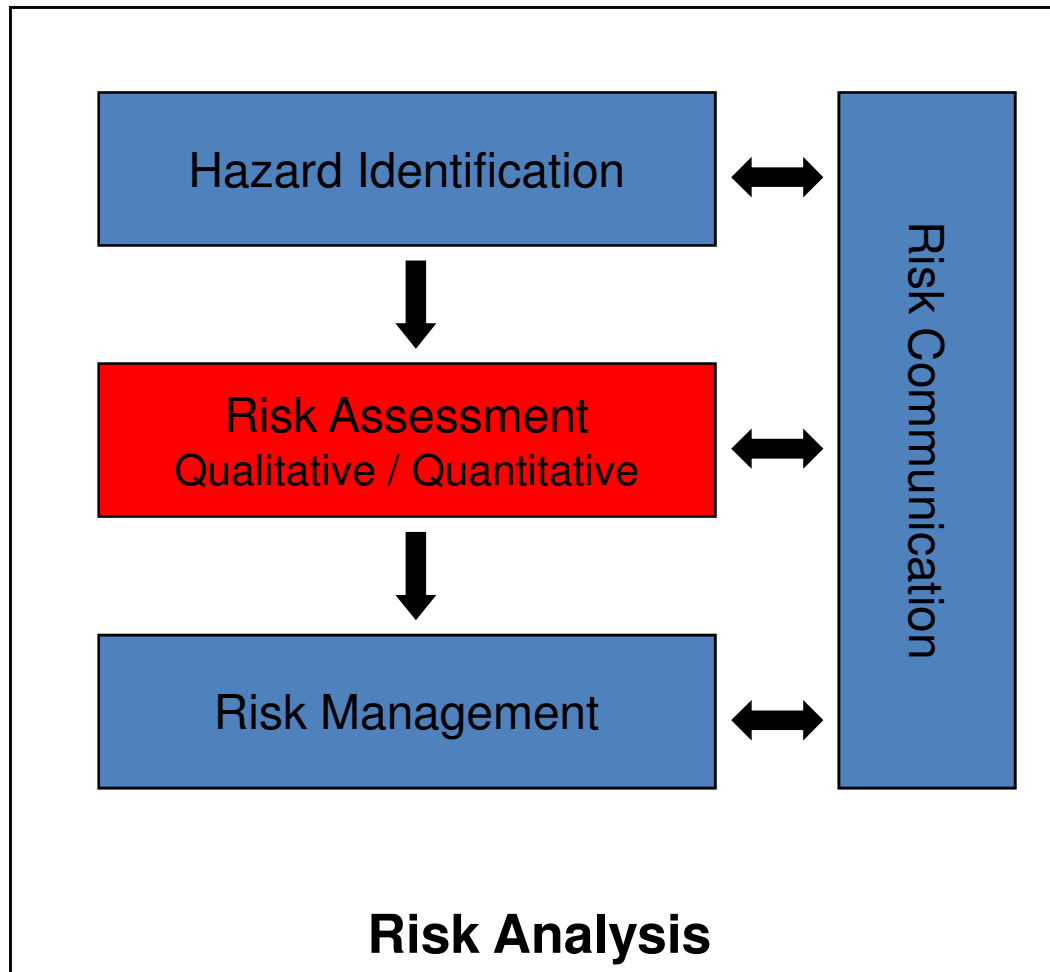 Hazard Identification
Risk Assessment
Qualitative / Quantitative
Risk Management
Risk Communication
Risk Analysis